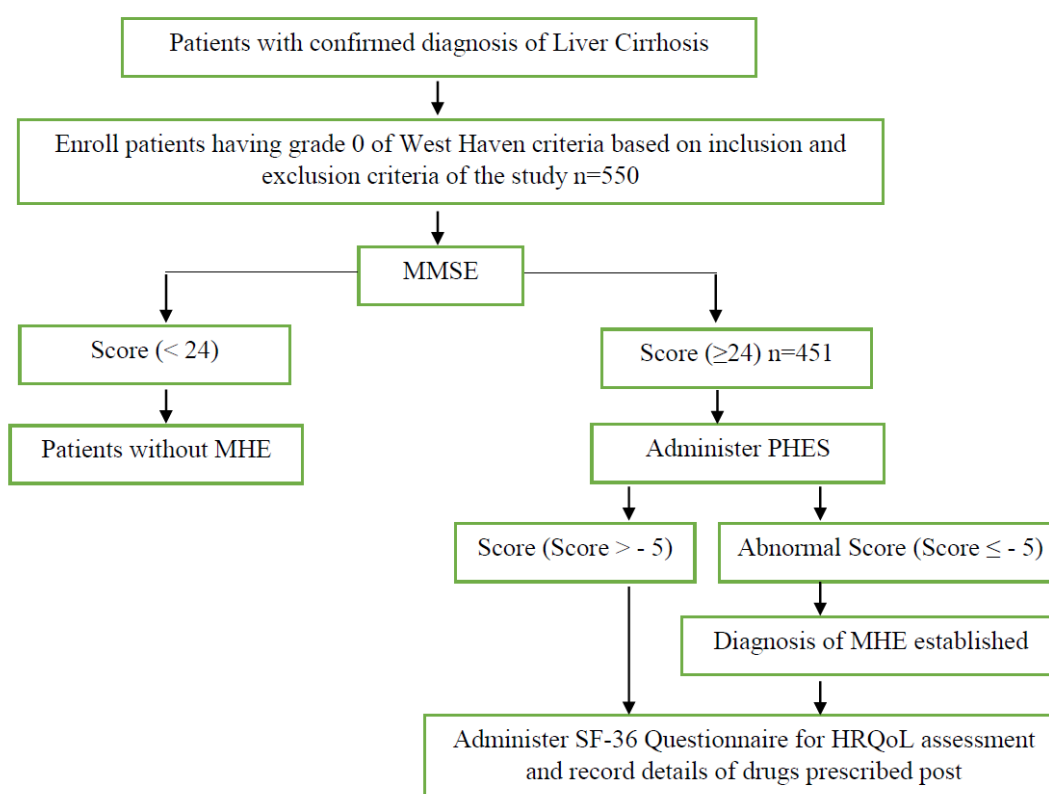 Patients with confirmed diagnosis of Liver Cirrhosis
Enroll patients having grade 0 of West Haven criteria based on inclusion and
exclusion criteria of the study n=550
MMSE
Score (< 24)
Score (≥24) n=451
Patients without MHE
Administer PHES
Score (Score > - 5)
Abnormal Score (Score ≤ - 5)
Diagnosis of MHE established
Administer SF-36 Questionnaire for HRQoL assessment
and record details of drugs prescribed post